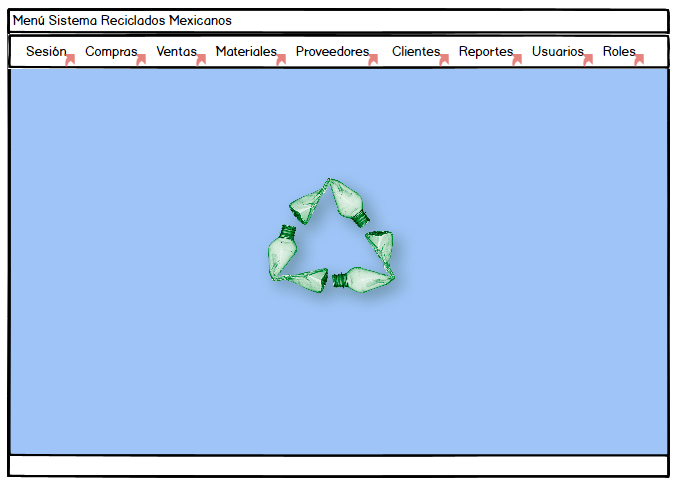 Menú Sistema Reciclados Mexicanos
Sesión Compras Ventas Materiales Proveedores Clientes Reportes Usuarios Roles